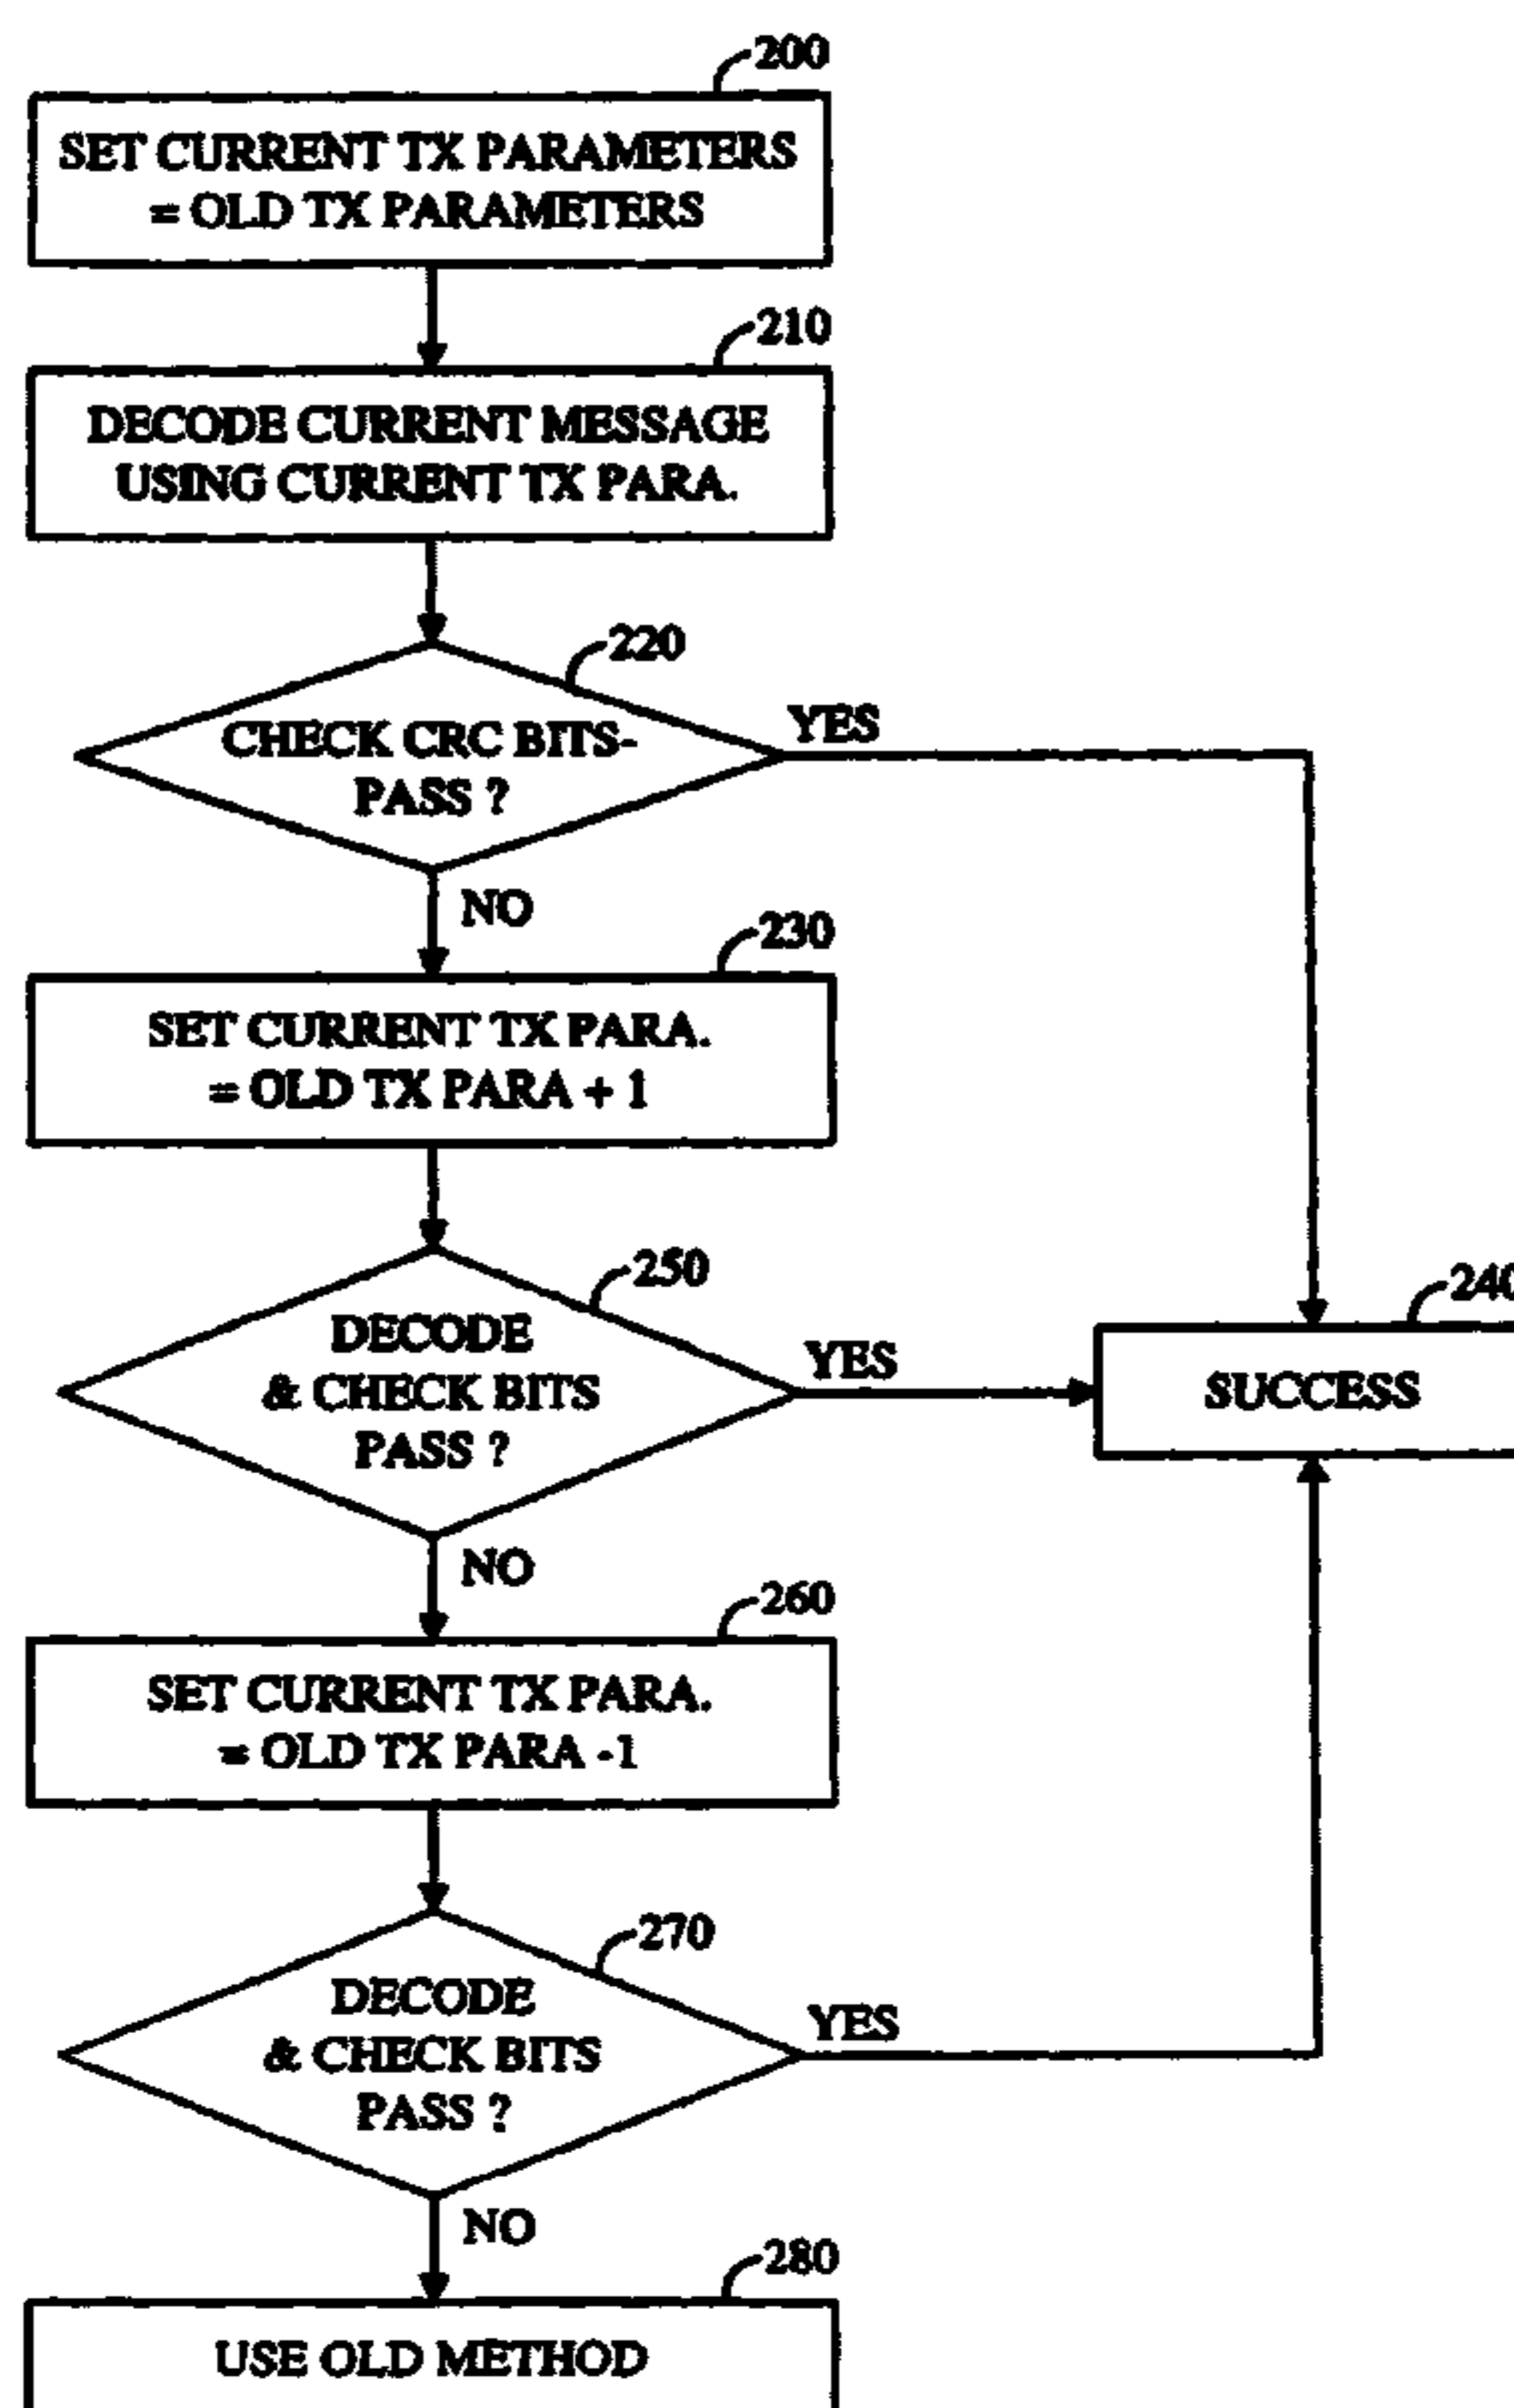 200
SET CURRENT TX PARAMETERS
= OLD TX PARAMETERS
210
DECODE CURRENT MESSAGE
USING CURRENT TX PARA.
220
CHECK CRC BITS-
PASS ?
YES
NO
230
SET CURRENT TX PARA.
= OLD TX PARA + 1
250
DECODE
& CHECK BITS
PASS ?
YES
240
SUCCESS
NO
260
SET CURRENT TX PARA.
= OLD TX PARA -1
270
DECODE
& CHECK BITS
PASS ?
YES
NO
280
USE OLD METHOD